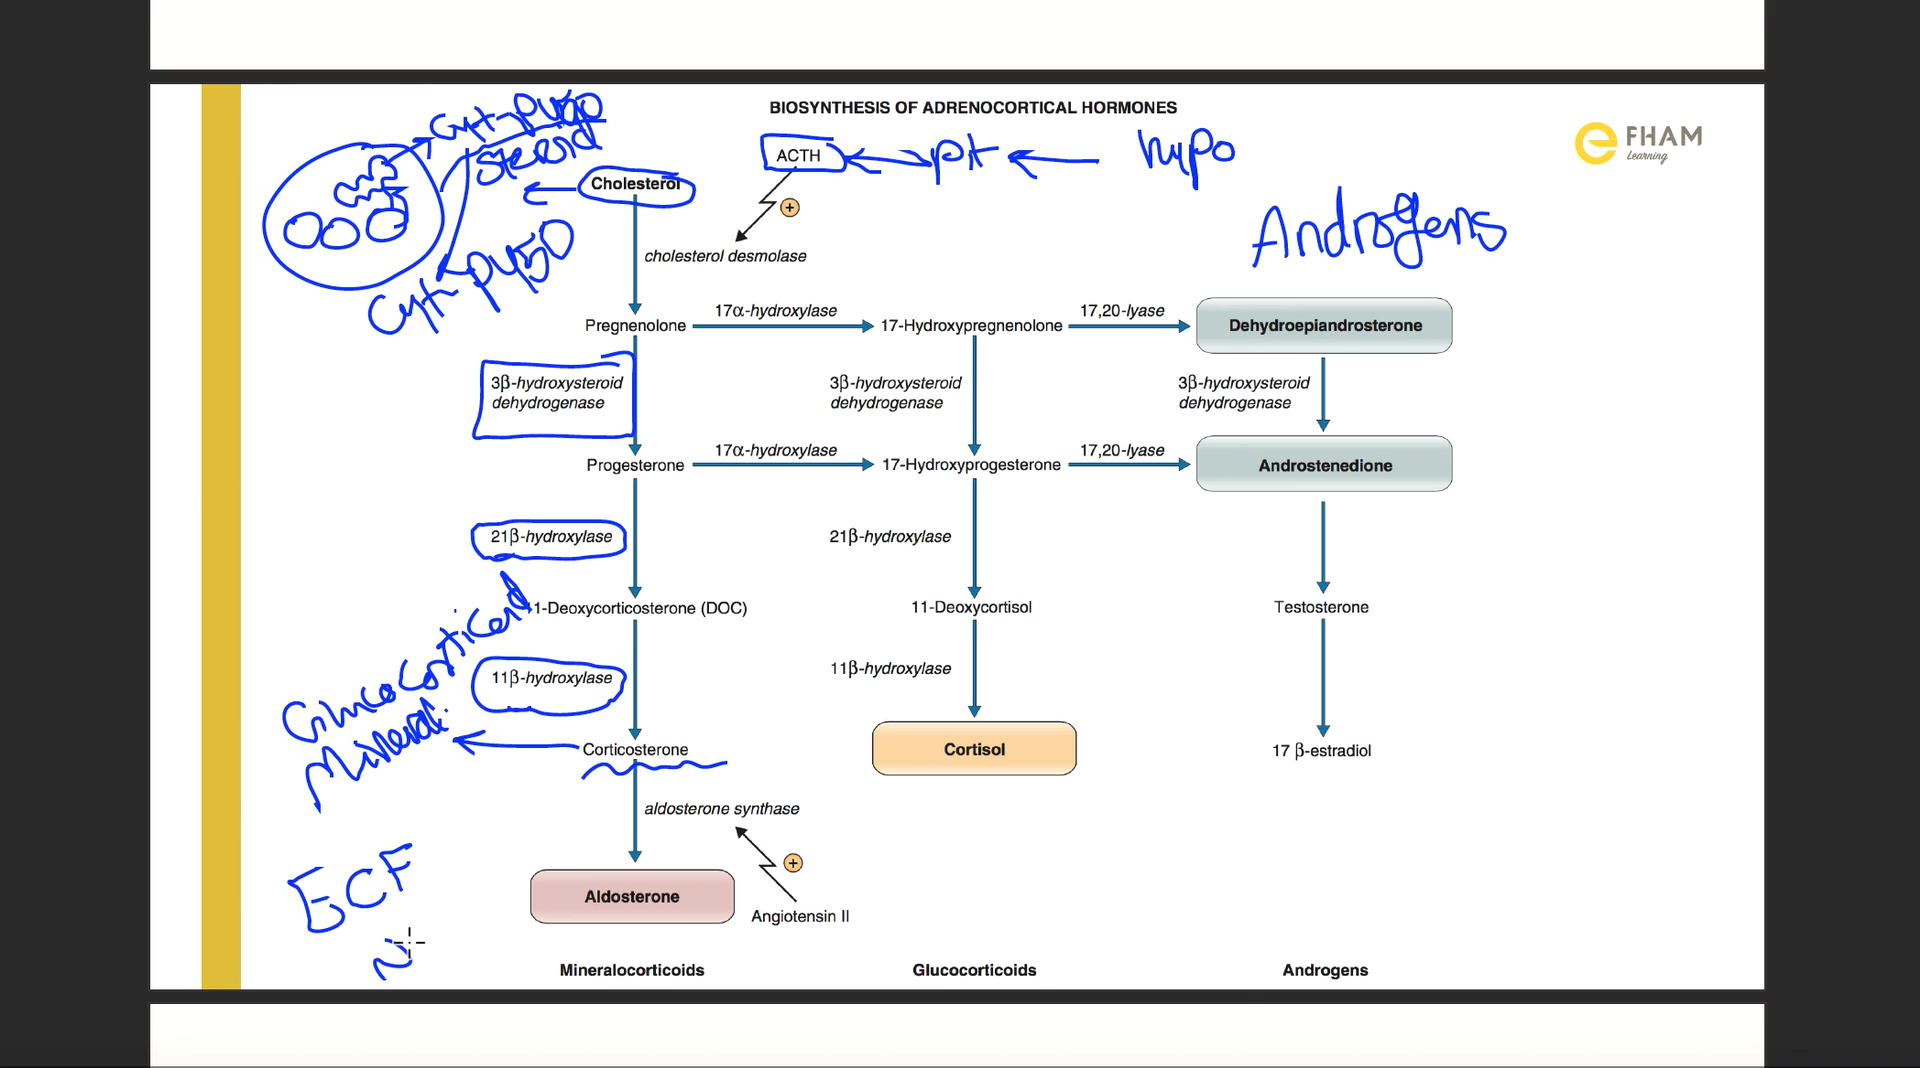 BIOSYNTHESIS OF ADRENOCORTICAL HORMONES
EFHAM
Learning
Cyt-P450
steroid
ACTH
pit
hypo
Cholesterol
+
Androgens
cholesterol desmolase
Cyt-P450
Pregnenolone
17α-hydroxylase
17-Hydroxypregnenolone
17,20-lyase
Dehydroepiandrosterone
3β-hydroxysteroid
dehydrogenase
3β-hydroxysteroid
dehydrogenase
3β-hydroxysteroid
dehydrogenase
Progesterone
17α-hydroxylase
17-Hydroxyprogesterone
17,20-lyase
Androstenedione
21β-hydroxylase
21β-hydroxylase
1-Deoxycorticosterone (DOC)
11-Deoxycortisol
Testosterone
Glucocorticoid
Mineral.
11β-hydroxylase
11β-hydroxylase
Corticosterone
Cortisol
17 β-estradiol
aldosterone synthase
+
ECF
Aldosterone
Angiotensin II
Mineralocorticoids
Glucocorticoids
Androgens